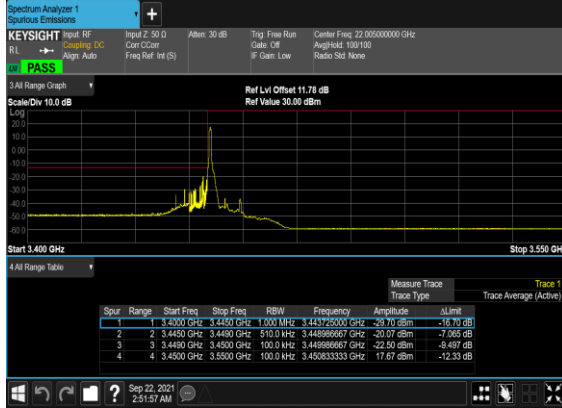 Spectrum Analyzer 1
Spurious Emissions
KEYSIGHT Input: RF Input Z: 50 Ω Atten: 30 dB Trig: Free Run Center Freq: 22.005000000 GHz
RL Coupling: DC Corr CCorr Gate: Off Avg|Hold: 100/100
Align: Auto Freq Ref: Int (S) IF Gain: Low Radio Std: None
PASS
3 All Range Graph
Ref Lvl Offset 11.78 dB
Scale/Div 10.0 dB Ref Value 30.00 dBm
Log
20.0
10.0
0.00
-10.0
-20.0
-30.0
-40.0
-50.0
-60.0
Start 3.400 GHz Stop 3.550 GH
4 All Range Table
Measure Trace Trace 1
Trace Type Trace Average (Active)
Spur Range Start Freq Stop Freq RBW Frequency Amplitude ΔLimit
1 1 3.4000 GHz 3.4450 GHz 1.000 MHz 3.443725000 GHz -29.70 dBm -16.70 dB
2 2 3.4450 GHz 3.4490 GHz 510.0 kHz 3.448986667 GHz -20.07 dBm -7.065 dB
3 3 3.4490 GHz 3.4500 GHz 100.0 kHz 3.449986667 GHz -22.50 dBm -9.497 dB
4 4 3.4500 GHz 3.5500 GHz 100.0 kHz 3.450833333 GHz 17.67 dBm -12.33 dB
? Sep 22, 2021
2:51:57 AM